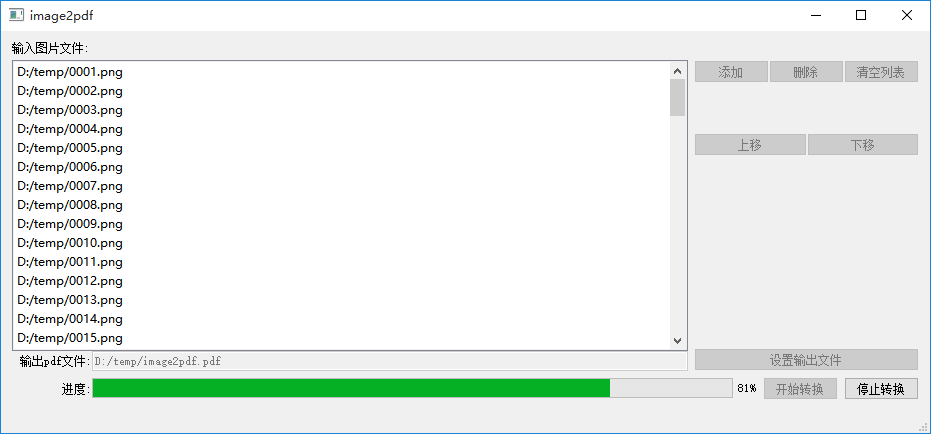 image2pdf
输入图片文件:
D:/temp/0001.png
D:/temp/0002.png
D:/temp/0003.png
D:/temp/0004.png
D:/temp/0005.png
D:/temp/0006.png
D:/temp/0007.png
D:/temp/0008.png
D:/temp/0009.png
D:/temp/0010.png
D:/temp/0011.png
D:/temp/0012.png
D:/temp/0013.png
D:/temp/0014.png
D:/temp/0015.png
添加 删除 清空列表
上移 下移
输出pdf文件: D:/temp/image2pdf.pdf 设置输出文件
进度: 81% 开始转换 停止转换